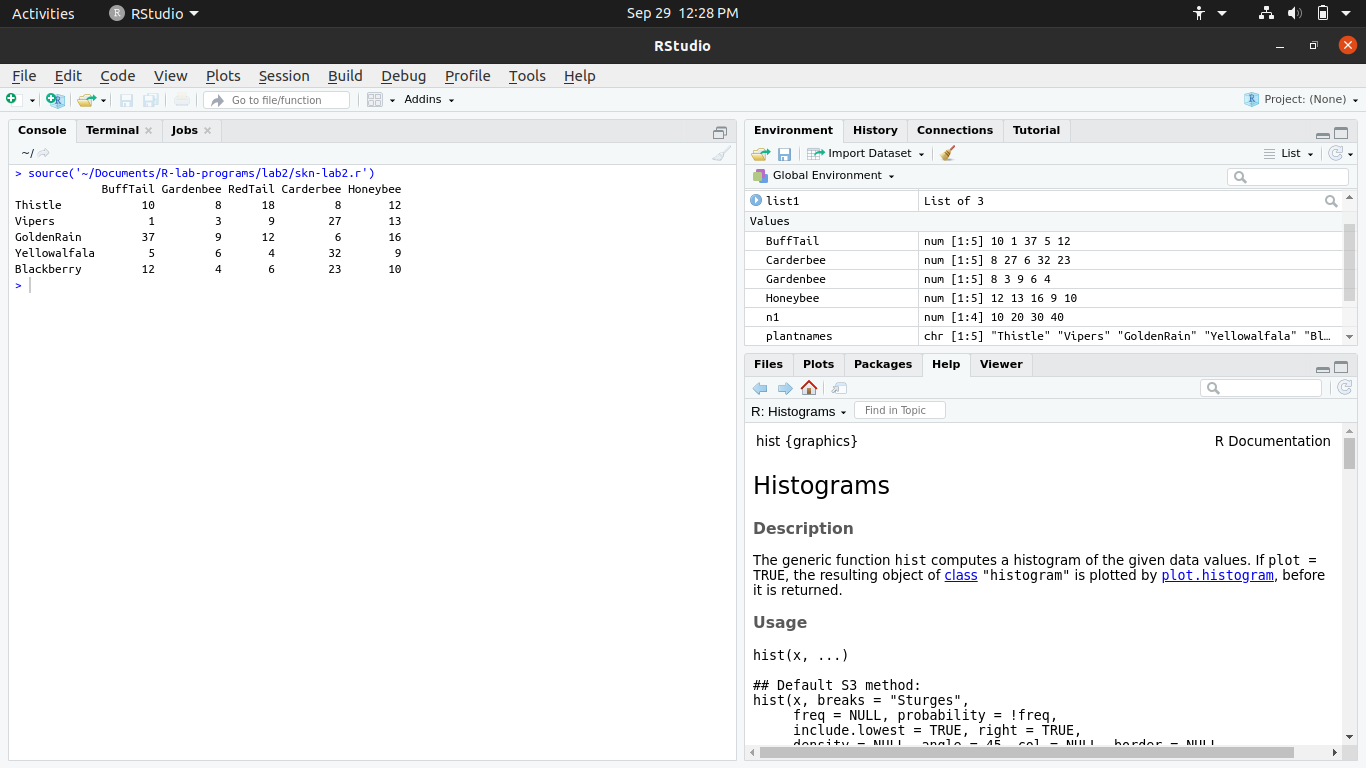 Activities RStudio Sep 29 12:28 PM
RStudio
File Edit Code View Plots Session Build Debug Profile Tools Help
Go to file/function Addins Project: (None)
Console Terminal Jobs
~/
> source('~/Documents/R-lab-programs/lab2/skn-lab2.r')
BuffTail Gardenbee RedTail Carderbee Honeybee
Thistle 10 8 18 8 12
Vipers 1 3 9 27 13
GoldenRain 37 9 12 6 16
Yellowalfala 5 6 4 32 9
Blackberry 12 4 6 23 10
>
Environment History Connections Tutorial
Import Dataset List
Global Environment
list1 List of 3
Values
BuffTail num [1:5] 10 1 37 5 12
Carderbee num [1:5] 8 27 6 32 23
Gardenbee num [1:5] 8 3 9 6 4
Honeybee num [1:5] 12 13 16 9 10
n1 num [1:4] 10 20 30 40
plantnames chr [1:5] "Thistle" "Vipers" "GoldenRain" "Yellowalfala" "Bl…
Files Plots Packages Help Viewer
R: Histograms Find in Topic
hist {graphics} R Documentation
Histograms
Description
The generic function hist computes a histogram of the given data values. If plot =
TRUE, the resulting object of class "histogram" is plotted by plot.histogram, before
it is returned.
Usage
hist(x, ...)
## Default S3 method:
hist(x, breaks = "Sturges",
freq = NULL, probability = !freq,
include.lowest = TRUE, right = TRUE,
density = NULL, angle = 45, col = NULL, border = NULL,